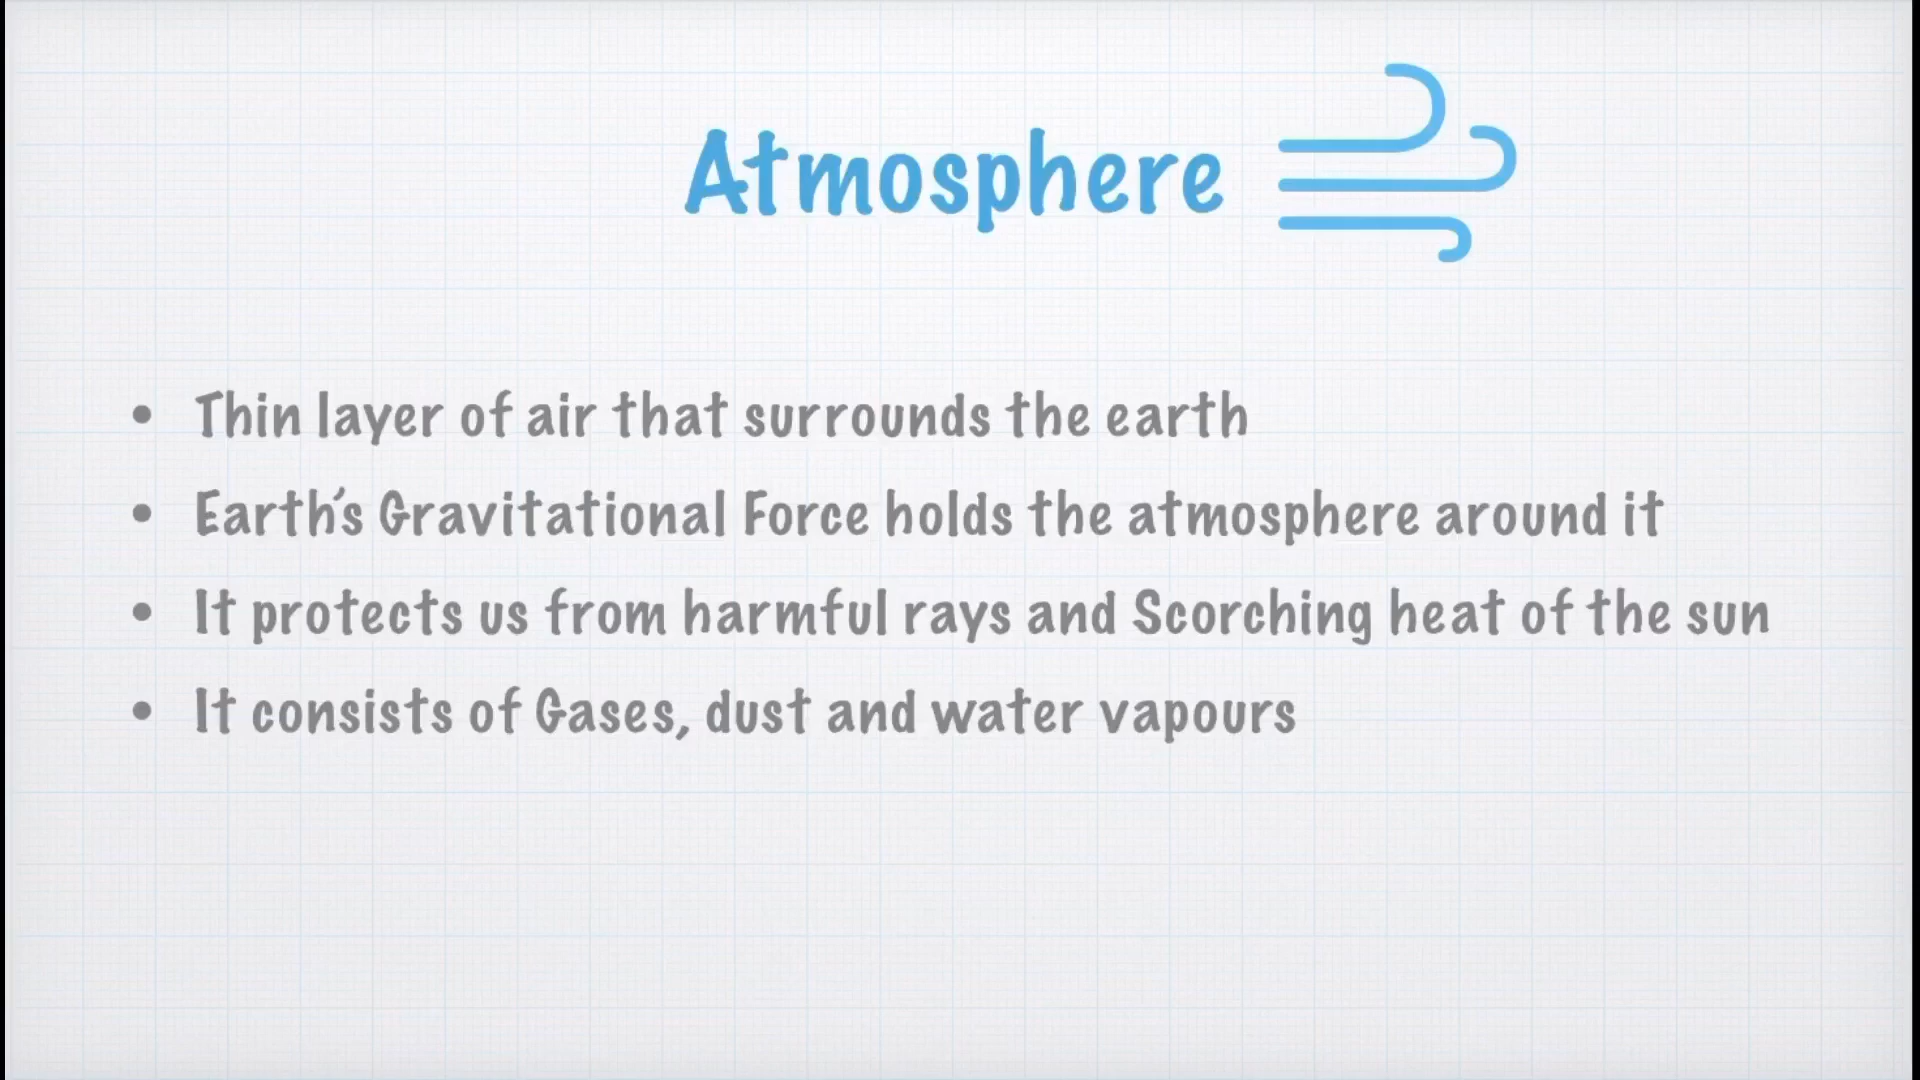 Atmosphere
• Thin layer of air that surrounds the earth
• Earth's Gravitational Force holds the atmosphere around it
• It protects us from harmful rays and Scorching heat of the sun
• It consists of Gases, dust and water vapours